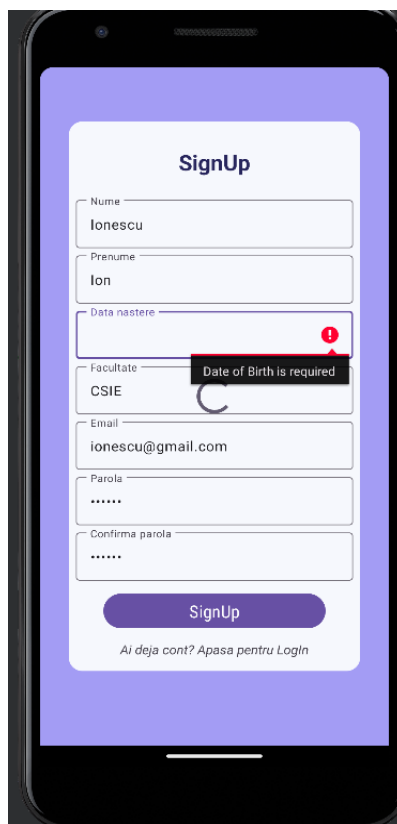 SignUp
Nume
Ionescu
Prenume
Ion
Data nastere
Date of Birth is required
Facultate
CSIE
Email
ionescu@gmail.com
Parola
••••••
Confirma parola
••••••
SignUp
Ai deja cont? Apasa pentru LogIn